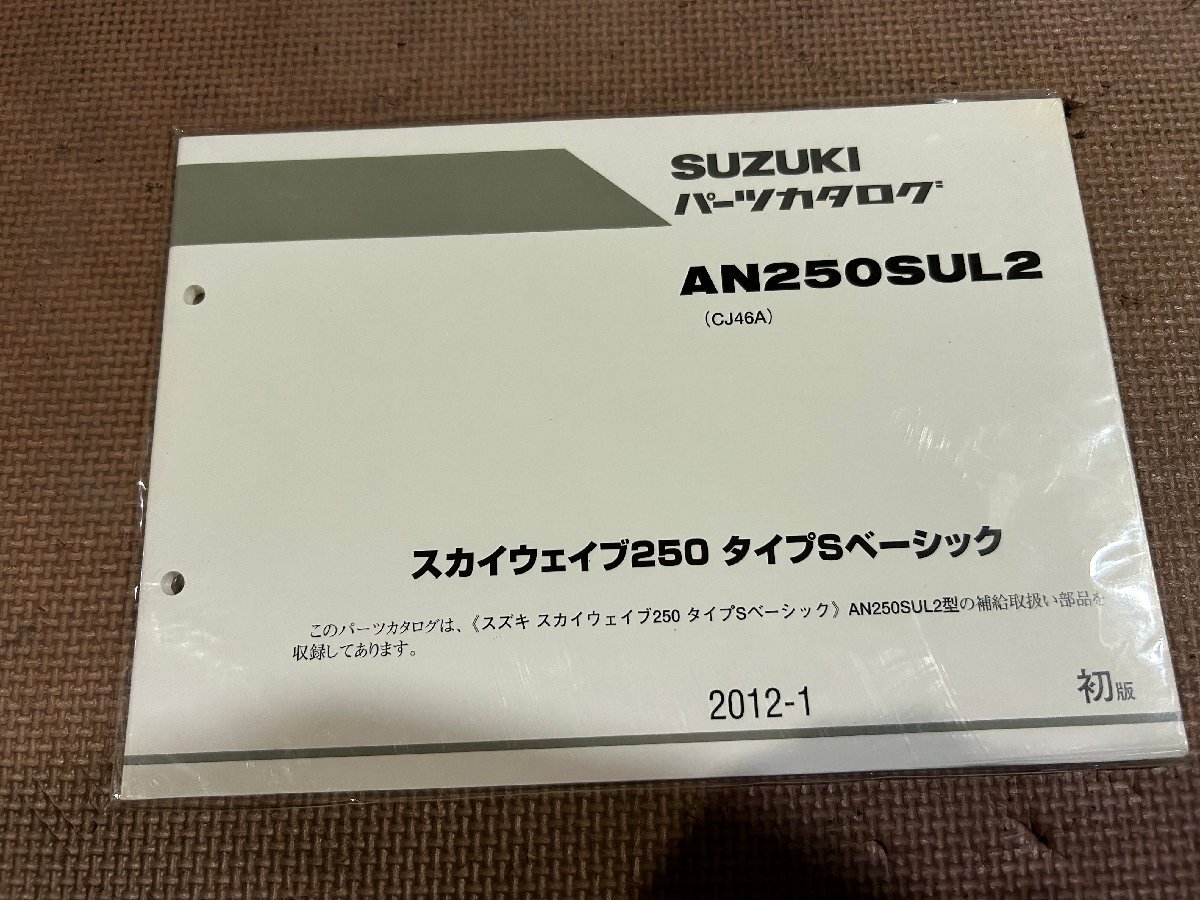 SUZUKI
パーツカタログ
AN250SUL2
(CJ46A)
スカイウェイブ250 タイプSベーシック
このパーツカタログは、《スズキ スカイウェイブ250 タイプSベーシック》AN250SUL2型の補給取扱い部品を
収録してあります。
2012-1
初版